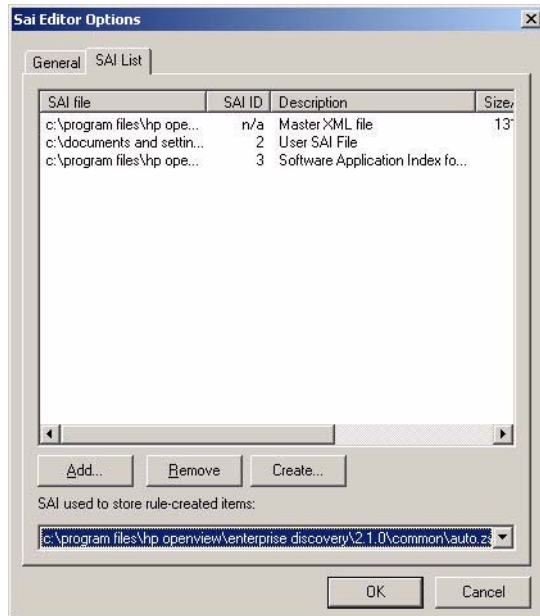 Sai Editor Options
General SAI List
SAI file SAI ID Description Size
c:\program files\hp ope... n/a Master XML file 13
c:\documents and settin... 2 User SAI File
c:\program files\hp ope... 3 Software Application Index fo...
Add... Remove Create...
SAI used to store rule-created items:
c:\program files\hp openview\enterprise discovery\2.1.0\common\auto.zs
OK Cancel